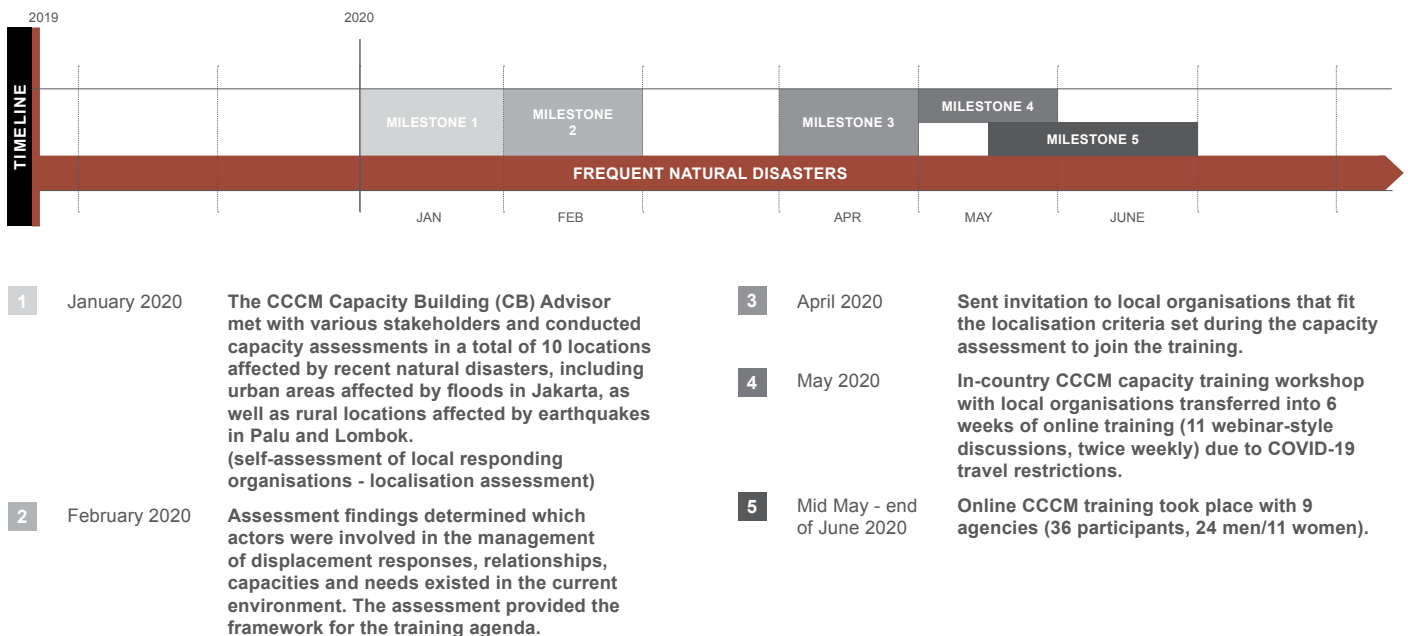 2019
2020
TIMELINE
MILESTONE 1
MILESTONE
2
MILESTONE 3
MILESTONE 4
MILESTONE 5
FREQUENT NATURAL DISASTERS
JAN
FEB
APR
MAY
JUNE
1
January 2020
The CCCM Capacity Building (CB) Advisor
met with various stakeholders and conducted
capacity assessments in a total of 10 locations
affected by recent natural disasters, including
urban areas affected by floods in Jakarta, as
well as rural locations affected by earthquakes
in Palu and Lombok.
(self-assessment of local responding
organisations - localisation assessment)
2
February 2020
Assessment findings determined which
actors were involved in the management
of displacement responses, relationships,
capacities and needs existed in the current
environment. The assessment provided the
framework for the training agenda.
3
April 2020
Sent invitation to local organisations that fit
the localisation criteria set during the capacity
assessment to join the training.
4
May 2020
In-country CCCM capacity training workshop
with local organisations transferred into 6
weeks of online training (11 webinar-style
discussions, twice weekly) due to COVID-19
travel restrictions.
5
Mid May - end
of June 2020
Online CCCM training took place with 9
agencies (36 participants, 24 men/11 women).